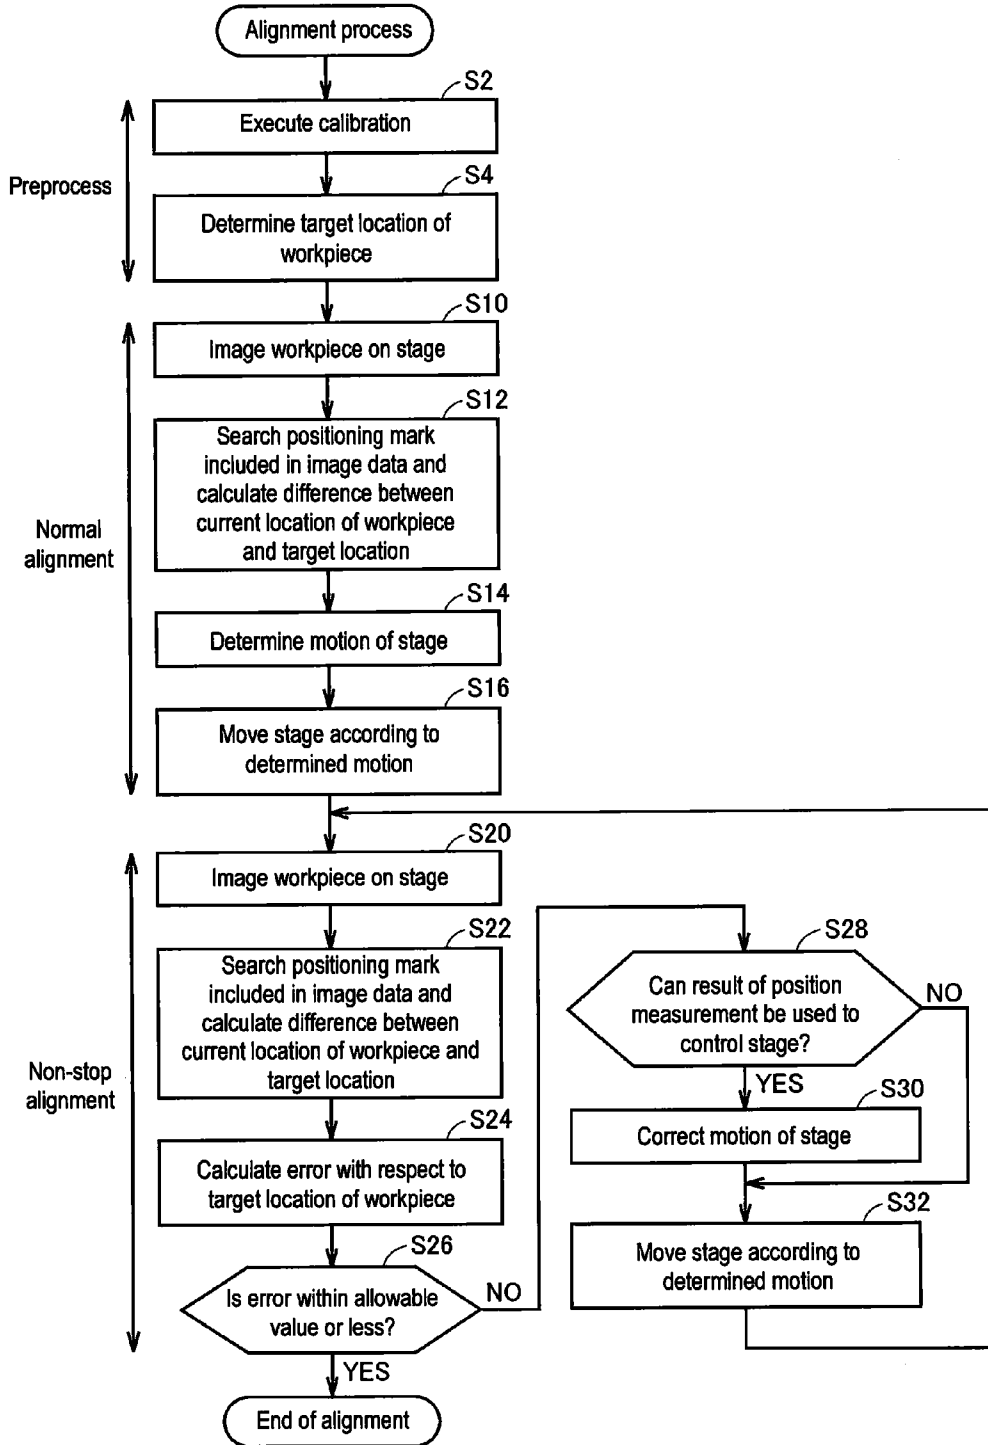 Alignment process
S2
Execute calibration
Preprocess
S4
Determine target location of
workpiece
S10
Image workpiece on stage
S12
Search positioning mark
included in image data and
calculate difference between
current location of workpiece
and target location
Normal
alignment
S14
Determine motion of stage
S16
Move stage according to
determined motion
S20
Image workpiece on stage
S22
Search positioning mark
included in image data and
calculate difference between
current location of workpiece and
target location
Non-stop
alignment
S24
Calculate error with respect to
target location of workpiece
S26
Is error within allowable
value or less?
NO
YES
End of alignment
S28
Can result of position
measurement be used to
control stage?
NO
YES
S30
Correct motion of stage
S32
Move stage according to
determined motion